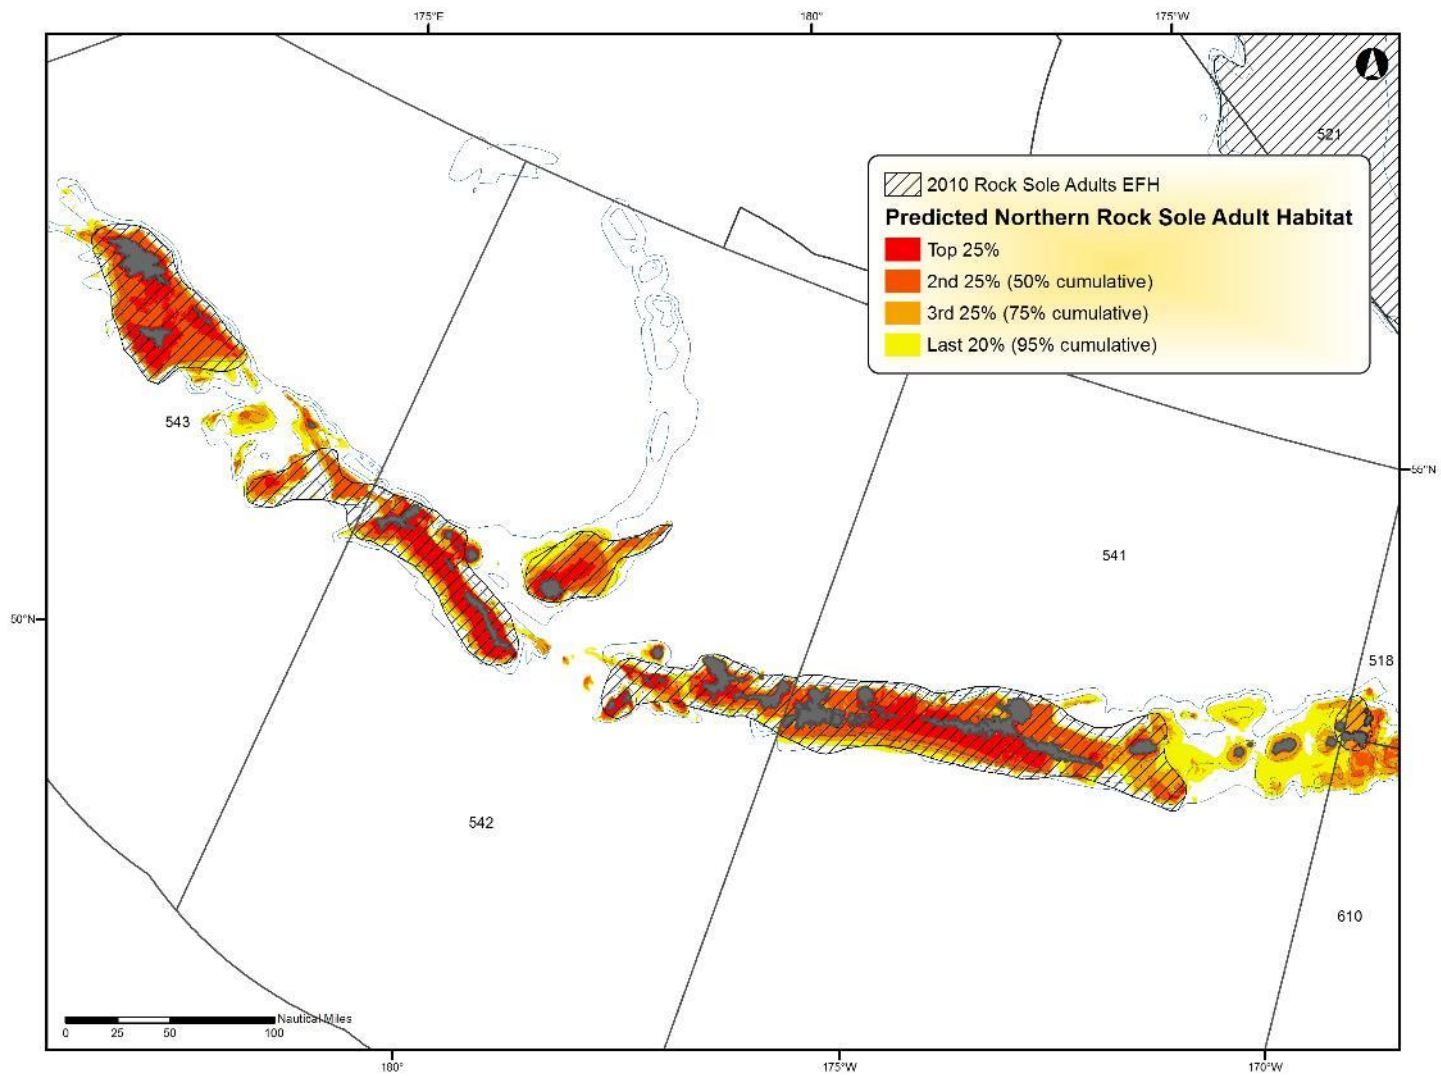 175°E 180° 175°W
521
2010 Rock Sole Adults EFH
Predicted Northern Rock Sole Adult Habitat
Top 25%
2nd 25% (50% cumulative)
3rd 25% (75% cumulative)
Last 20% (95% cumulative)
543
55°N
541
50°N
518
542
610
Nautical Miles
0 25 50 100
180° 175°W 170°W